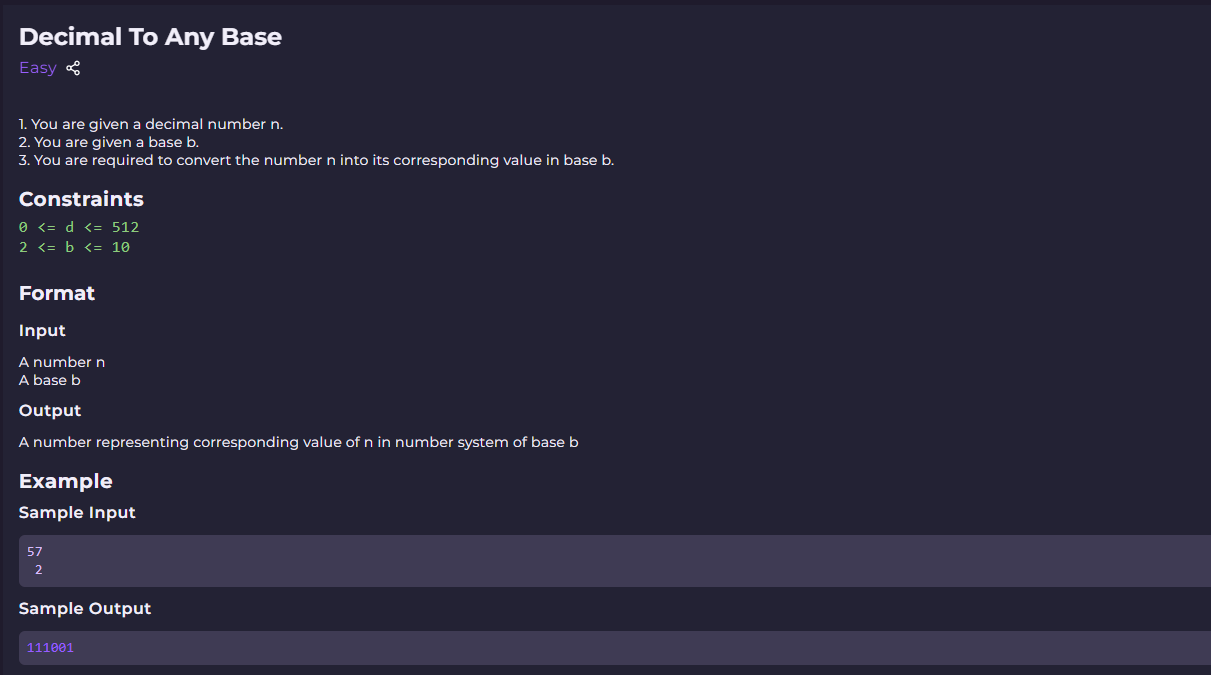 Decimal To Any Base
Easy
1. You are given a decimal number n.
2. You are given a base b.
3. You are required to convert the number n into its corresponding value in base b.
Constraints
0 <= d <= 512
2 <= b <= 10
Format
Input
A number n
A base b
Output
A number representing corresponding value of n in number system of base b
Example
Sample Input
57
2
Sample Output
111001